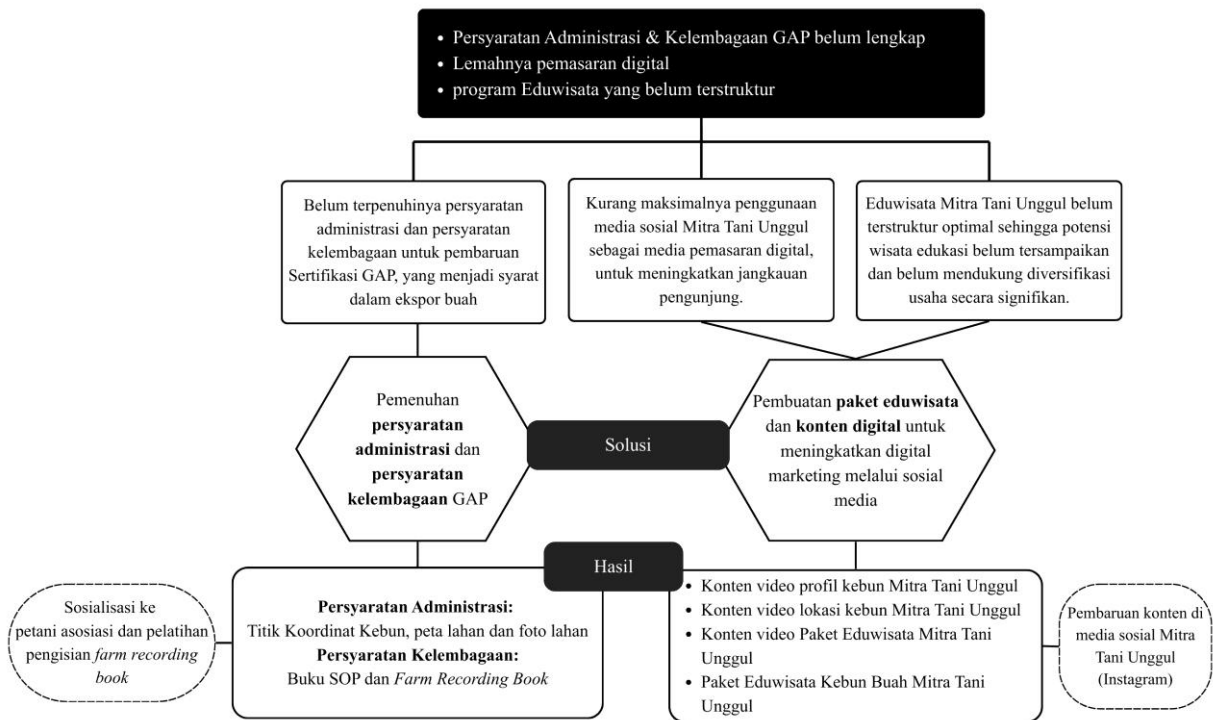 • Persyaratan Administrasi & Kelembagaan GAP belum lengkap
• Lemahnya pemasaran digital
• program Eduwisata yang belum terstruktur
Belum terpenuhinya persyaratan
administrasi dan persyaratan
kelembagaan untuk pembaruan
Sertifikasi GAP, yang menjadi syarat
dalam ekspor buah
Kurang maksimalnya penggunaan
media sosial Mitra Tani Unggul
sebagai media pemasaran digital,
untuk meningkatkan jangkauan
pengunjung.
Eduwisata Mitra Tani Unggul belum
terstruktur optimal sehingga potensi
wisata edukasi belum tersampaikan
dan belum mendukung diversifikasi
usaha secara signifikan.
Pemenuhan
persyaratan
administrasi dan
persyaratan
kelembagaan GAP
Solusi
Pembuatan paket eduwisata
dan konten digital untuk
meningkatkan digital
marketing melalui sosial
media
Hasil
Sosialisasi ke
petani asosiasi dan pelatihan
pengisian farm recording
book
Persyaratan Administrasi:
Titik Koordinat Kebun, peta lahan dan foto lahan
Persyaratan Kelembagaan:
Buku SOP dan Farm Recording Book
• Konten video profil kebun Mitra Tani Unggul
• Konten video lokasi kebun Mitra Tani Unggul
• Konten video Paket Eduwisata Mitra Tani
Unggul
• Paket Eduwisata Kebun Buah Mitra Tani
Unggul
Pembaruan konten di
media sosial Mitra
Tani Unggul
(Instagram)